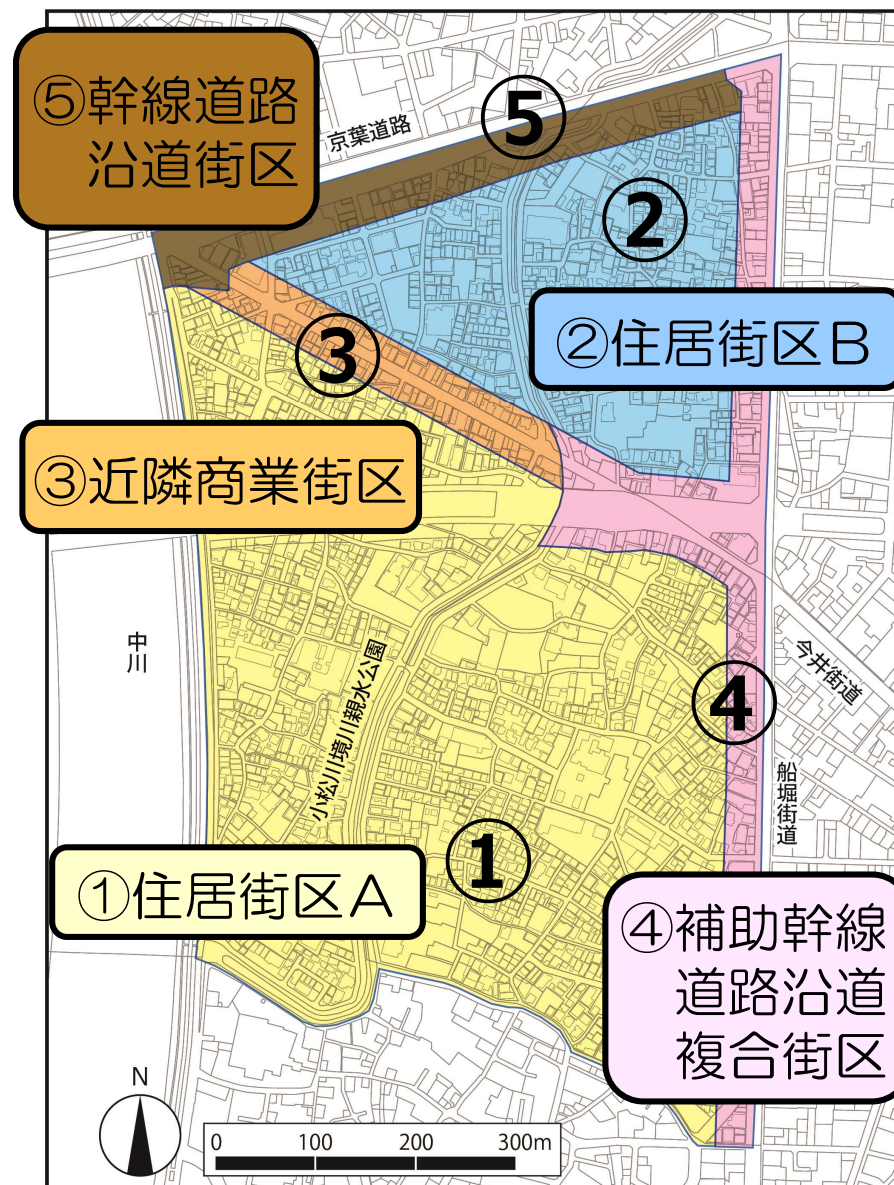 ⑤幹線道路
沿道街区
京葉道路
⑤
②
②住居街区B
③
③近隣商業街区
中川
小松川境川親水公園
今井街道
④
船堀街道
①
①住居街区A
④補助幹線
道路沿道
複合街区
N
0 100 200 300m